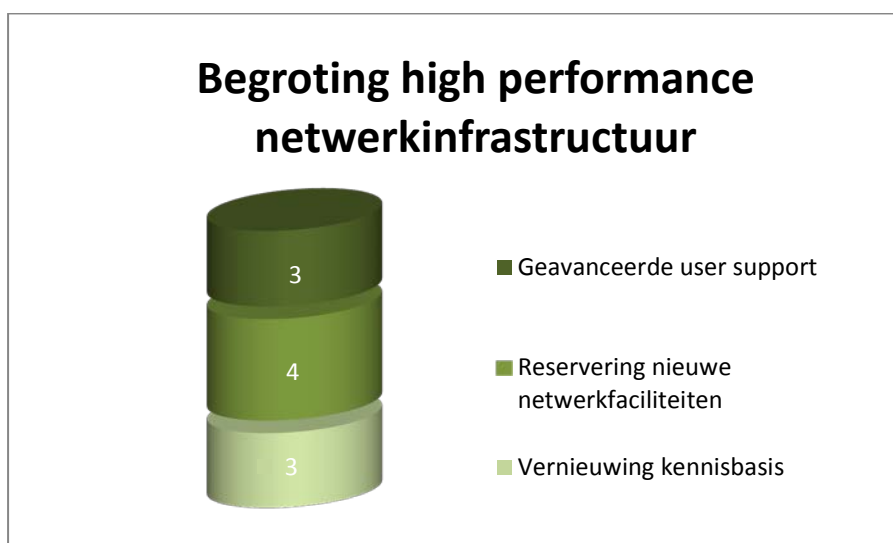 Begroting high performance
netwerkinfrastructuur
3
Geavanceerde user support
4
Reservering nieuwe
netwerkfaciliteiten
3
Vernieuwing kennisbasis